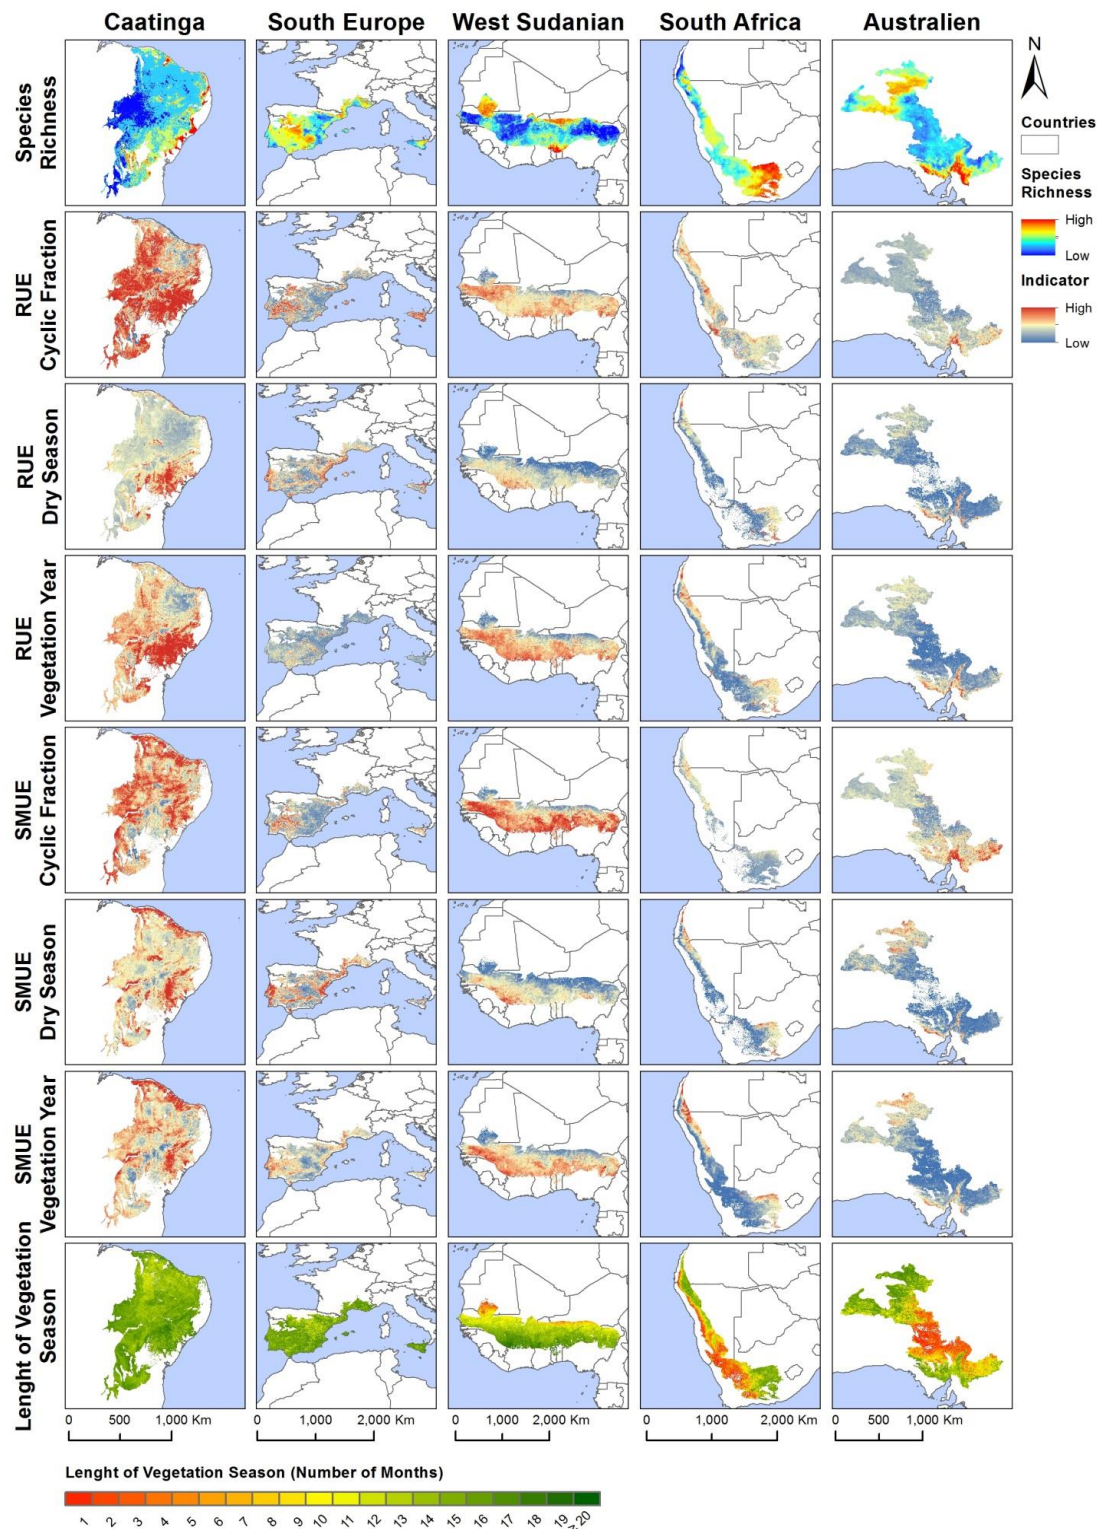 Caatinga South Europe West Sudanian South Africa Australien
N
Countries
Species
Richness
High
Low
Indicator
High
Low
Species
Richness
RUE
Cyclic Fraction
RUE
Dry Season
RUE
Vegetation Year
SMUE
Cyclic Fraction
SMUE
Dry Season
SMUE
Vegetation Year
Lenght of Vegetation
Season
0 500 1,000 Km 0 1,000 2,000 Km 0 1,000 2,000 Km 0 1,000 2,000 Km 0 500 1,000 Km
Lenght of Vegetation Season (Number of Months)
1 2 3 4 5 6 7 8 9 10 11 12 13 14 15 16 17 18 19 20